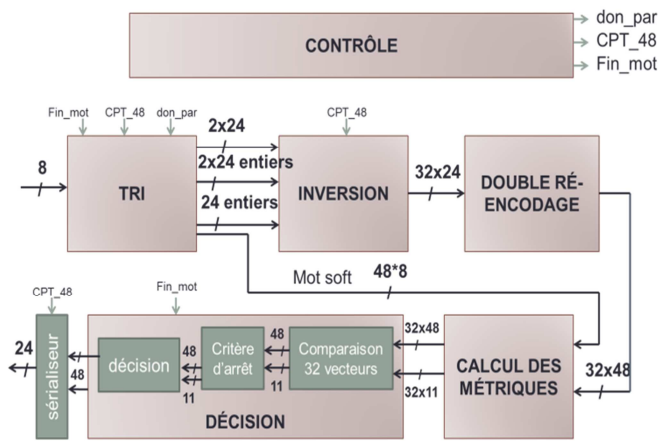 CONTRÔLE
don_par
CPT_48
Fin_mot
Fin_mot
CPT_48
don_par
CPT_48
8
TRI
2x24
2x24 entiers
24 entiers
INVERSION
32x24
DOUBLE RÉ-
ENCODAGE
Mot soft
48*8
CPT_48
Fin_mot
24
sérialiseur
48
décision
48
11
Critère
d'arrêt
48
11
Comparaison
32 vecteurs
DÉCISION
32x48
32x11
CALCUL DES
MÉTRIQUES
32x48